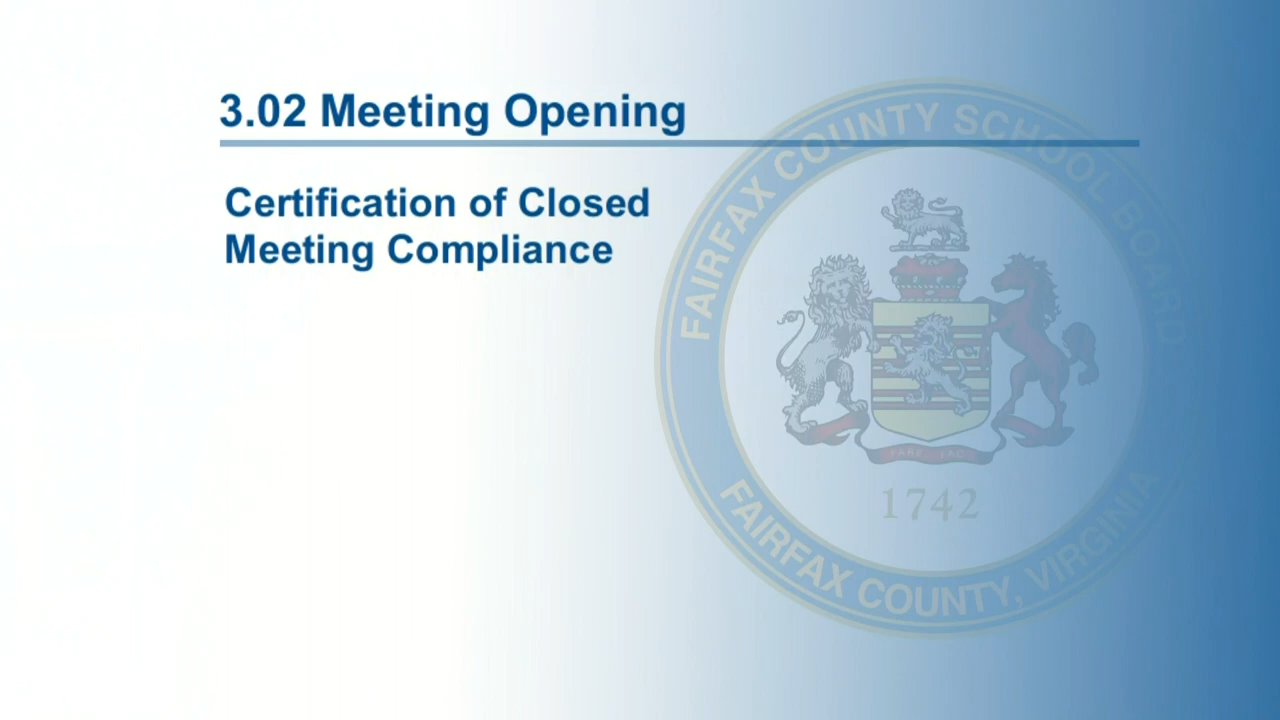 3.02 Meeting Opening
Certification of Closed
Meeting Compliance
FAIRFAX COUNTY SCHOOL BOARD
1742
FAIRFAX COUNTY, VIRGINIA